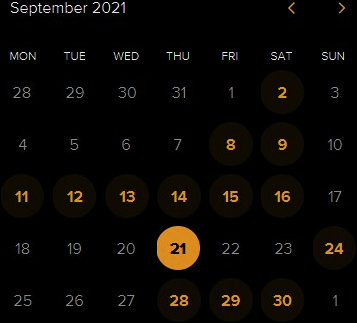 September 2021
MON TUE WED THU FRI SAT SUN
28 29 30 31 1 2 3
4 5 6 7 8 9 10
11 12 13 14 15 16 17
18 19 20 21 22 23 24
25 26 27 28 29 30 1